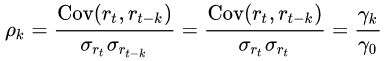 ρ_k = Cov(r_t, r_{t−k}) / (σ_{r_t} σ_{r_{t−k}}) = Cov(r_t, r_{t−k}) / (σ_{r_t} σ_{r_t}) = γ_k / γ_0